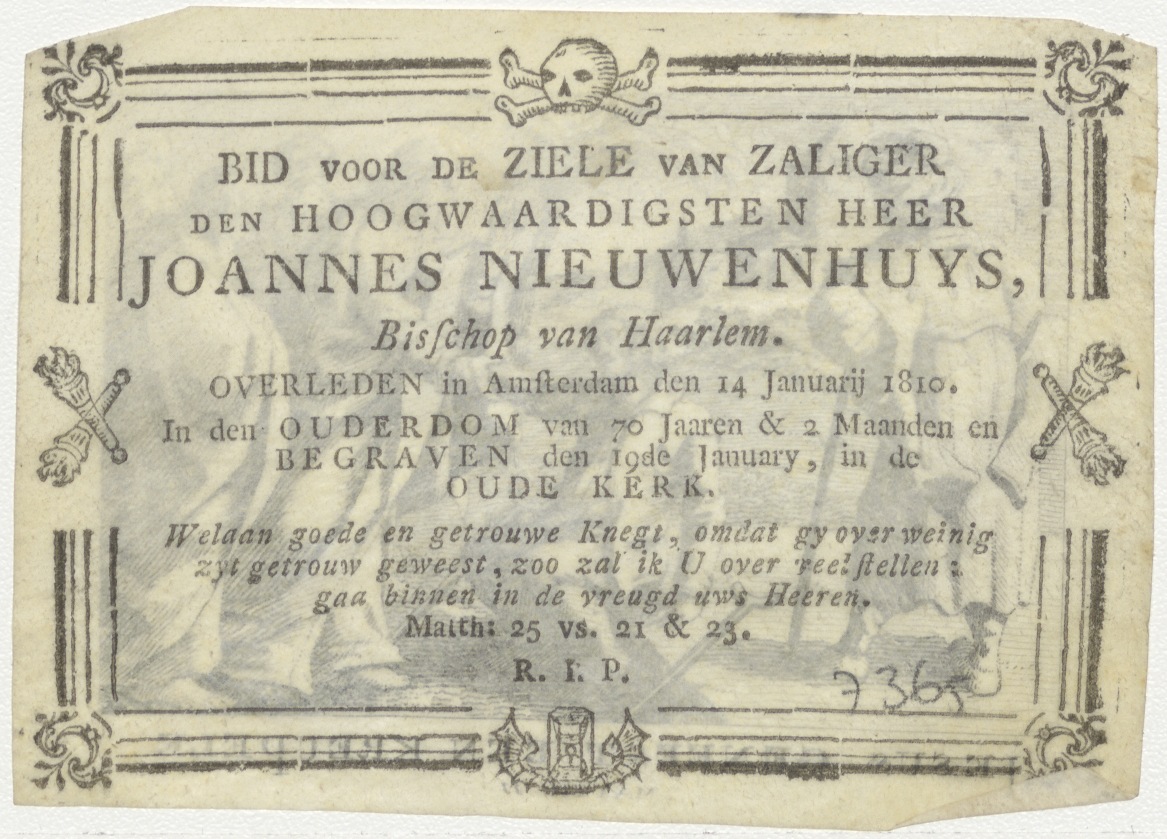 BID VOOR DE ZIELE VAN ZALIGER
DEN HOOGWAARDIGSTEN HEER
JOANNES NIEUWENHUYS,
Bisſchop van Haarlem.
OVERLEDEN in Amſterdam den 14 Januarij 1810.
In den OUDERDOM van 70 Jaaren & 2 Maanden en
BEGRAVEN den 19de January, in de
OUDE KERK.
Welaan goede en getrouwe Knegt, omdat gy over weinig
zyt getrouw geweest, zoo zal ik U over veel ſtellen:
gaa binnen in de vreugd uws Heeren.
Matth: 25 vs. 21 & 23.
R. I. P.
7365